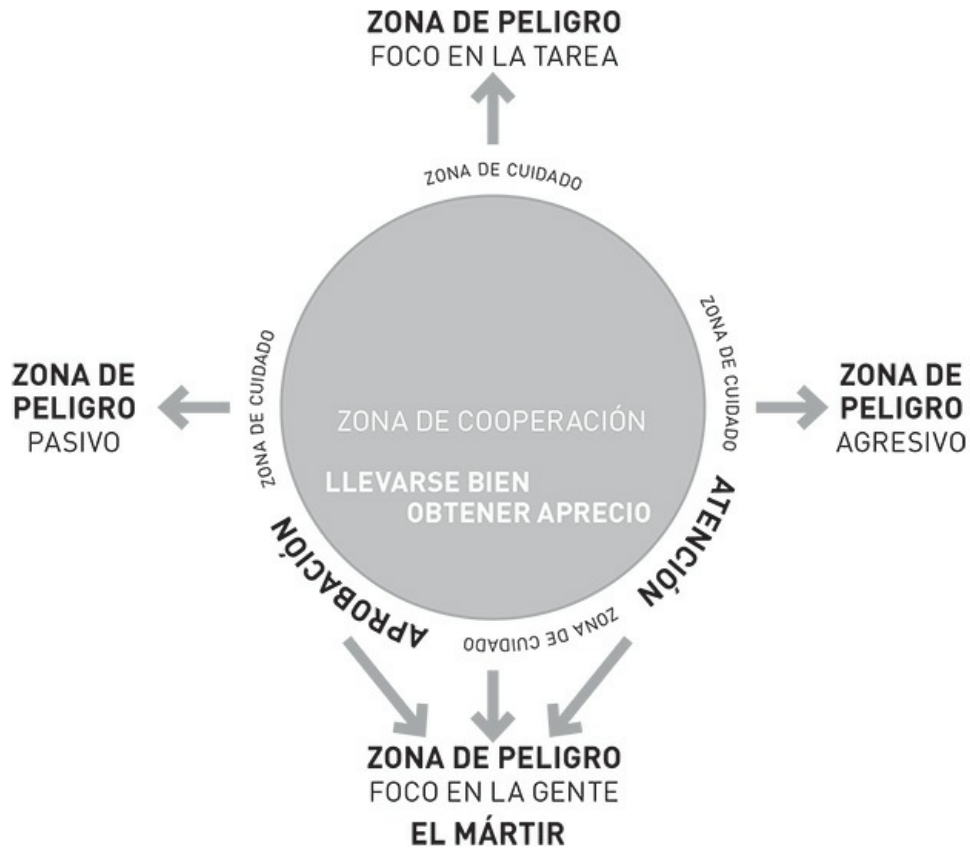 ZONA DE PELIGRO
FOCO EN LA TAREA
ZONA DE CUIDADO
ZONA DE CUIDADO
ZONA DE CUIDADO
ZONA DE
PELIGRO
PASIVO
ZONA DE
PELIGRO
AGRESIVO
ZONA DE COOPERACIÓN
LLEVARSE BIEN
OBTENER APRECIO
APROBACIÓN
ATENCIÓN
ZONA DE CUIDADO
ZONA DE PELIGRO
FOCO EN LA GENTE
EL MÁRTIR